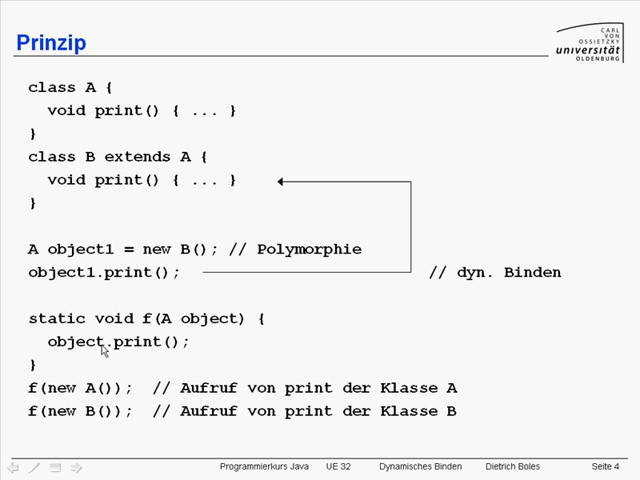 Prinzip
CARL
VON
OSSIETZKY
universität
OLDENBURG
class A {
void print() { ... }
}
class B extends A {
void print() { ... }
}
A object1 = new B(); // Polymorphie
object1.print(); // dyn. Binden
static void f(A object) {
object.print();
}
f(new A()); // Aufruf von print der Klasse A
f(new B()); // Aufruf von print der Klasse B
Programmierkurs Java UE 32 Dynamisches Binden Dietrich Boles Seite 4